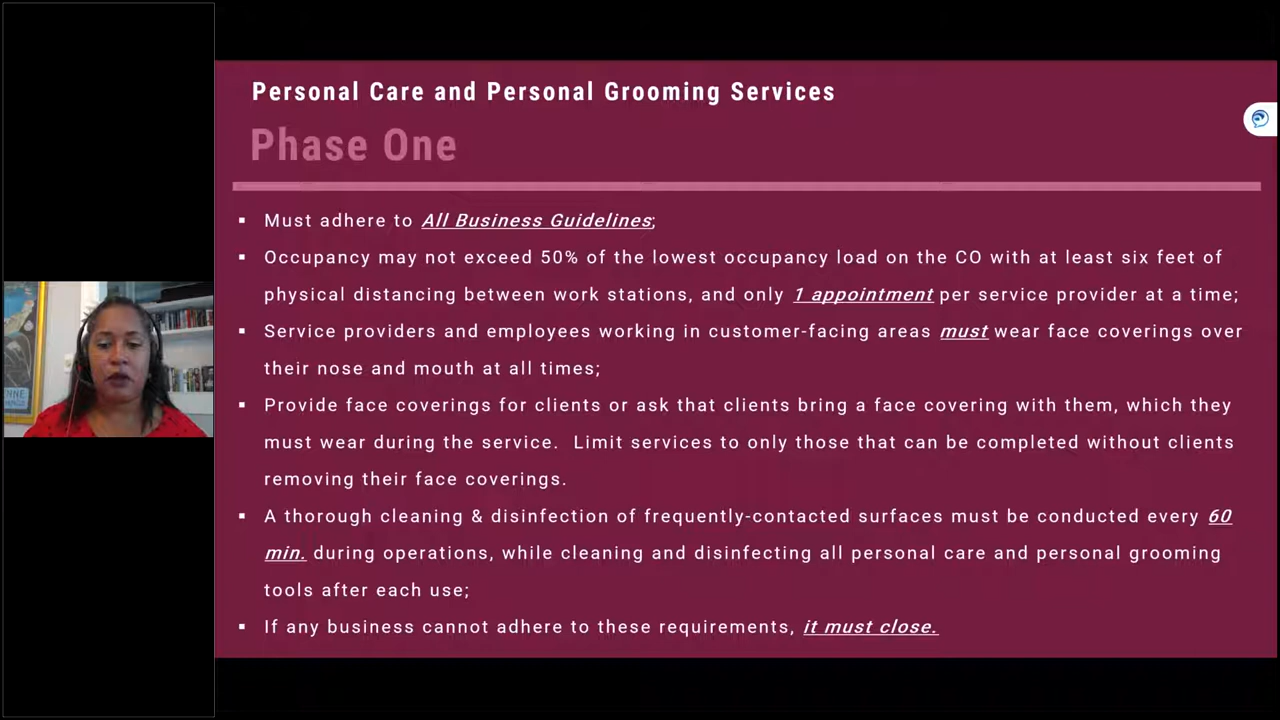 Personal Care and Personal Grooming Services
Phase One
▪ Must adhere to All Business Guidelines;
▪ Occupancy may not exceed 50% of the lowest occupancy load on the CO with at least six feet of
physical distancing between work stations, and only 1 appointment per service provider at a time;
▪ Service providers and employees working in customer-facing areas must wear face coverings over
their nose and mouth at all times;
▪ Provide face coverings for clients or ask that clients bring a face covering with them, which they
must wear during the service.  Limit services to only those that can be completed without clients
removing their face coverings.
▪ A thorough cleaning & disinfection of frequently-contacted surfaces must be conducted every 60
min. during operations, while cleaning and disinfecting all personal care and personal grooming
tools after each use;
▪ If any business cannot adhere to these requirements, it must close.